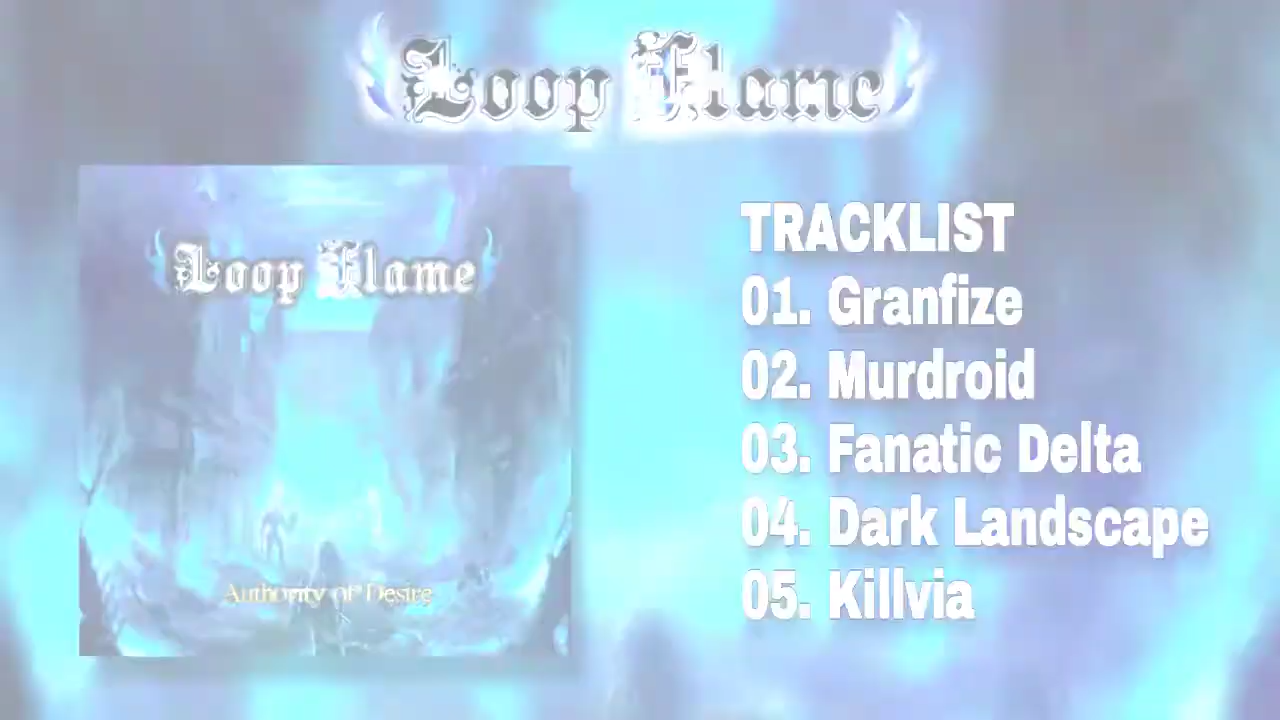 Loop Flame
Loop Flame
Authority of Desire
TRACKLIST
01. Granfize
02. Murdroid
03. Fanatic Delta
04. Dark Landscape
05. Killvia